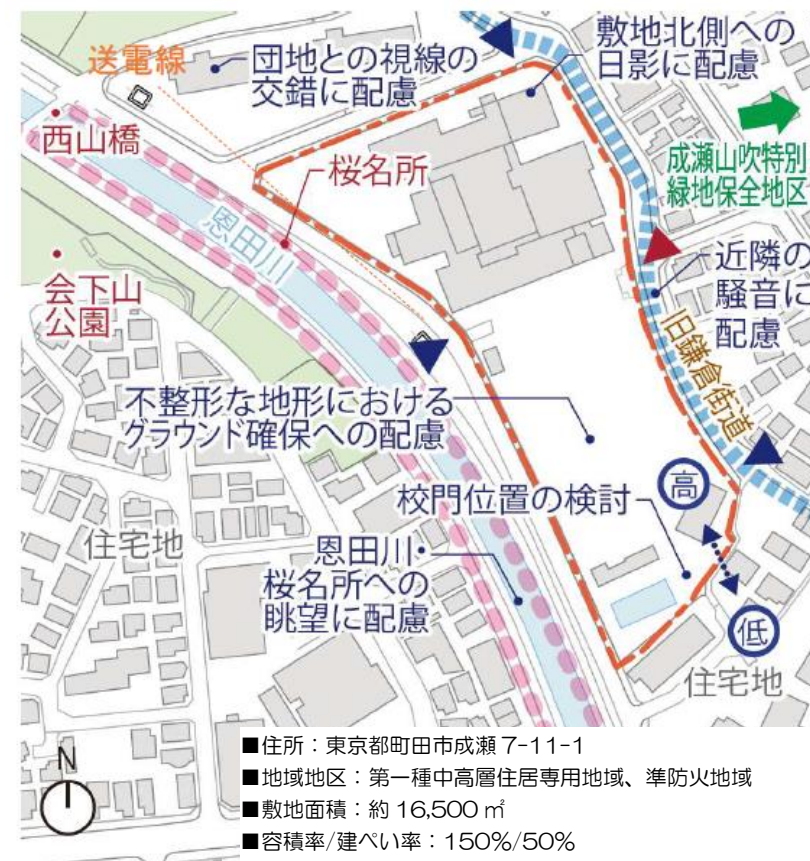 送電線
団地との視線の
交錯に配慮
敷地北側への
日影に配慮
西山橋
桜名所
成瀬山吹特別
緑地保全地区
恩田川
会下山
公園
近隣の
騒音に
配慮
旧鎌倉街道
不整形な地形における
グラウンド確保への配慮
高
校門位置の検討
住宅地
恩田川・
桜名所への
眺望に配慮
低
住宅地
N
■住所：東京都町田市成瀬 7-11-1
■地域地区：第一種中高層住居専用地域、準防火地域
■敷地面積：約 16,500 ㎡
■容積率/建ぺい率：150%/50%